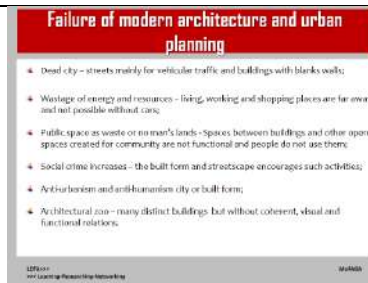 Failure of modern architecture and urban
planning
Dead city – streets mainly for vehicular traffic and buildings with blanks walls;
Wastage of energy and resources – living, working and shopping places are far away
and not possible without cars;
Public space as waste or no man's lands - Spaces between buildings and other open
spaces created for community are not functional and people do not use them;
Social crime increases – the built form and streetscape encourages such activities;
Anti-urbanism and anti-humanism city or built form;
Architectural zoo – many distinct buildings but without coherent, visual and
functional relations;
>>> Learning-Researching-Networking